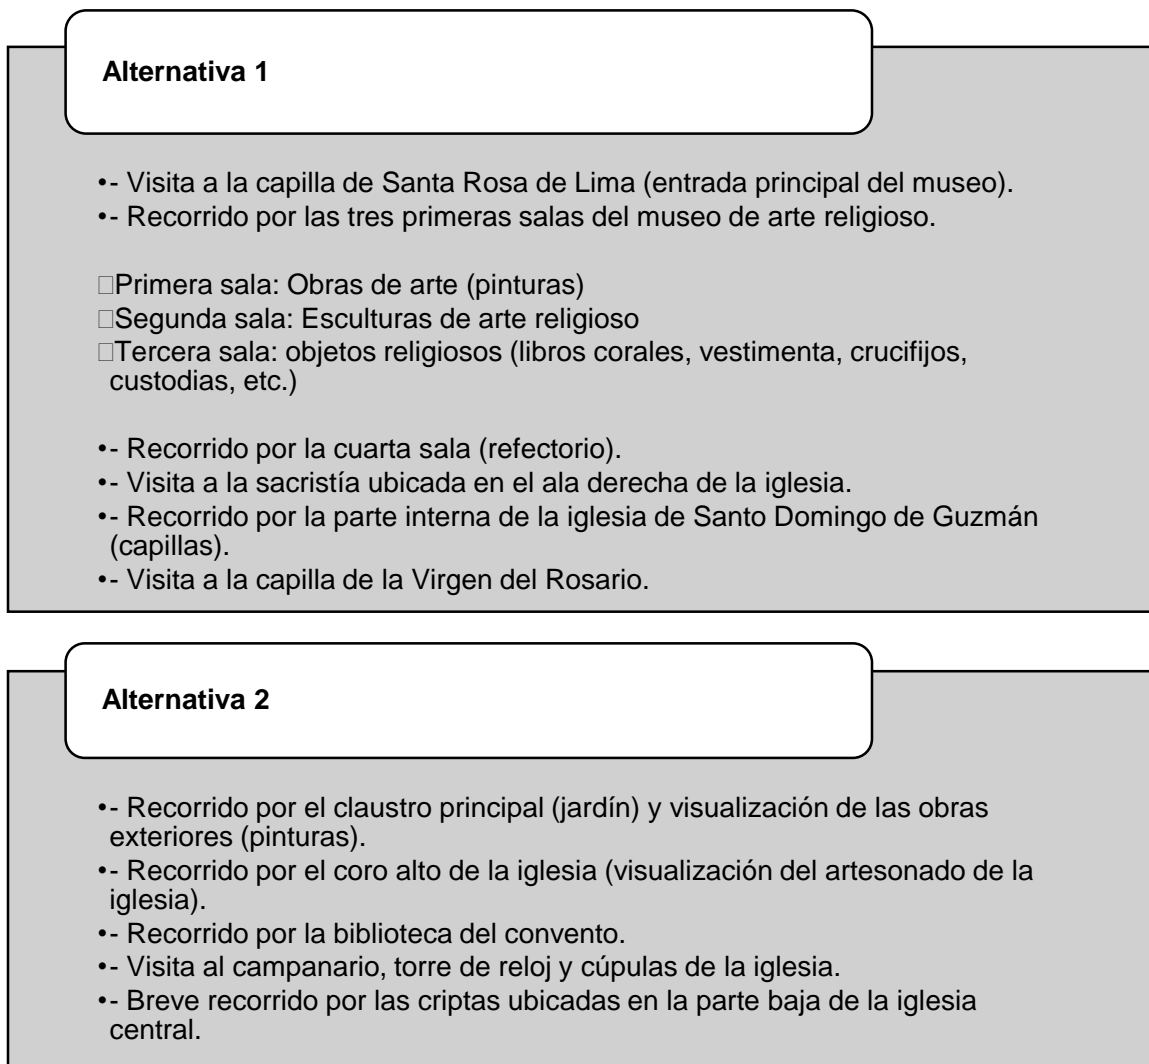 Alternativa 1
•- Visita a la capilla de Santa Rosa de Lima (entrada principal del museo).
•- Recorrido por las tres primeras salas del museo de arte religioso.
□Primera sala: Obras de arte (pinturas)
□Segunda sala: Esculturas de arte religioso
□Tercera sala: objetos religiosos (libros corales, vestimenta, crucifijos,
custodias, etc.)
•- Recorrido por la cuarta sala (refectorio).
•- Visita a la sacristía ubicada en el ala derecha de la iglesia.
•- Recorrido por la parte interna de la iglesia de Santo Domingo de Guzmán
(capillas).
•- Visita a la capilla de la Virgen del Rosario.
Alternativa 2
•- Recorrido por el claustro principal (jardín) y visualización de las obras
exteriores (pinturas).
•- Recorrido por el coro alto de la iglesia (visualización del artesonado de la
iglesia).
•- Recorrido por la biblioteca del convento.
•- Visita al campanario, torre de reloj y cúpulas de la iglesia.
•- Breve recorrido por las criptas ubicadas en la parte baja de la iglesia
central.